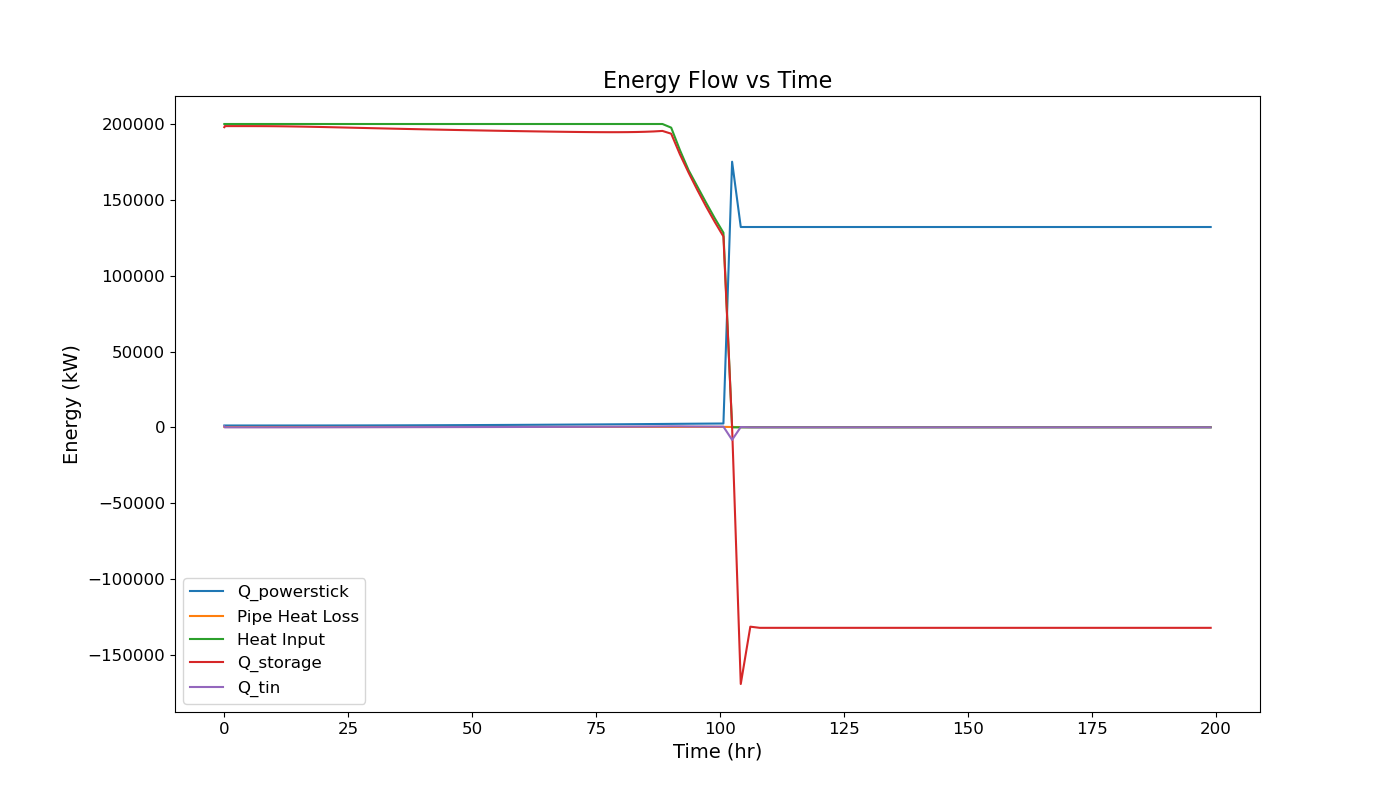 Energy Flow vs Time
Energy (kW)
200000
150000
100000
50000
0
−50000
−100000
−150000
Q_powerstick
Pipe Heat Loss
Heat Input
Q_storage
Q_tin
0 25 50 75 100 125 150 175 200
Time (hr)